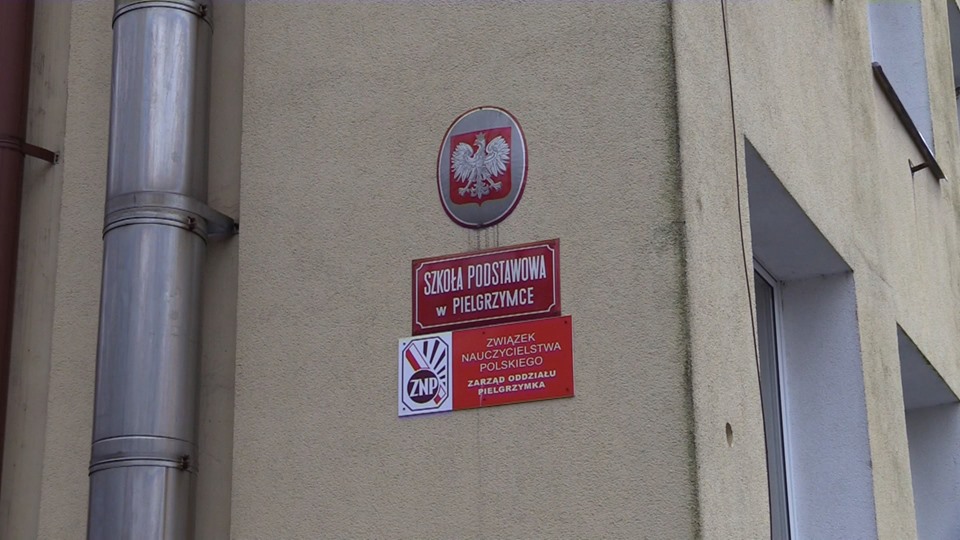 SZKOŁA PODSTAWOWA
w PIELGRZYMCE
ZWIĄZEK
NAUCZYCIELSTWA
POLSKIEGO
ZARZĄD ODDZIAŁU
PIELGRZYMKA
ZNP